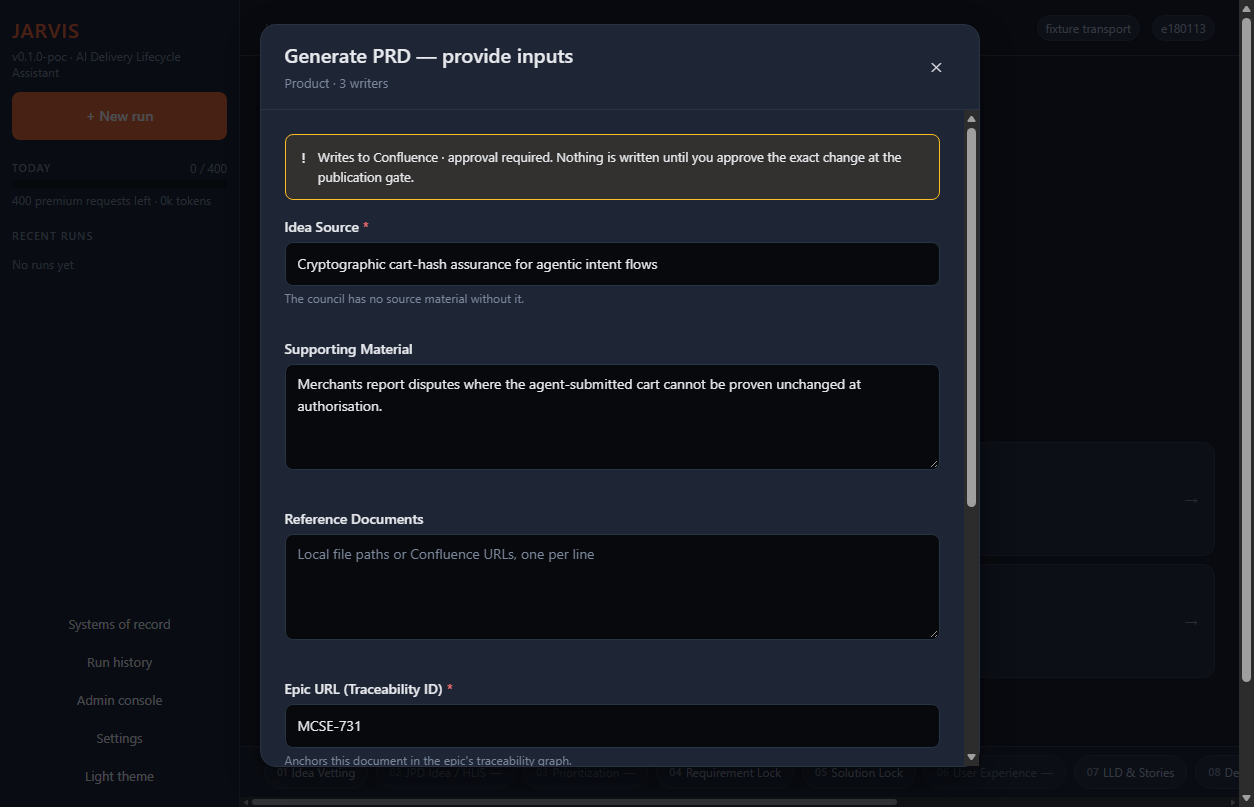 JARVIS
v0.1.0-poc · AI Delivery Lifecycle
Assistant
+ New run
TODAY 0 / 400
400 premium requests left · 0k tokens
RECENT RUNS
No runs yet
Systems of record
Run history
Admin console
Settings
Light theme
fixture transport
e180113
Generate PRD — provide inputs
Product · 3 writers
×
! Writes to Confluence · approval required. Nothing is written until you approve the exact change at the
publication gate.
Idea Source *
Cryptographic cart-hash assurance for agentic intent flows
The council has no source material without it.
Supporting Material
Merchants report disputes where the agent-submitted cart cannot be proven unchanged at
authorisation.
Reference Documents
Local file paths or Confluence URLs, one per line
Epic URL (Traceability ID) *
MCSE-731
Anchors this document in the epic's traceability graph.
→
→
01 Idea Vetting
02 JPD Idea / HLIS —
03 Prioritization —
04 Requirement Lock
05 Solution Lock
06 User Experience —
07 LLD & Stories
08 De